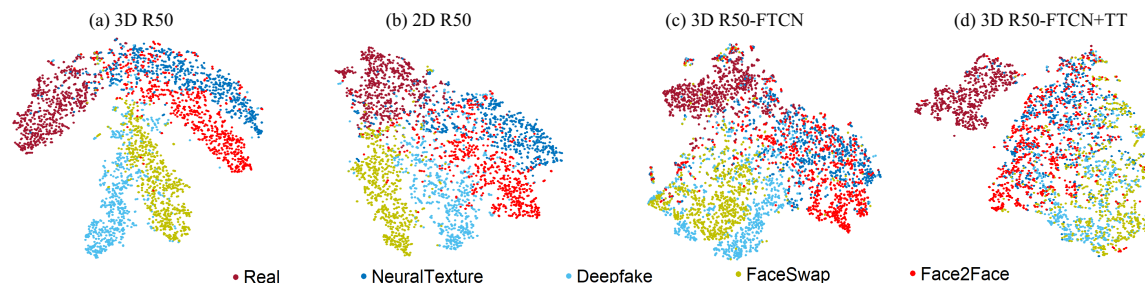 (a) 3D R50 (b) 2D R50 (c) 3D R50-FTCN (d) 3D R50-FTCN+TT
Real NeuralTexture Deepfake FaceSwap Face2Face